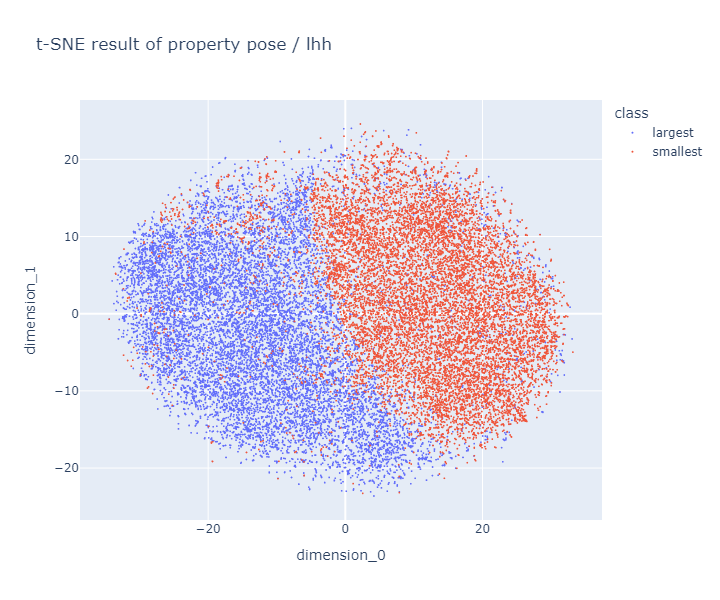 t-SNE result of property pose / lhh
class
largest
smallest
20
10
0
−10
−20
dimension_1
−20
0
20
dimension_0